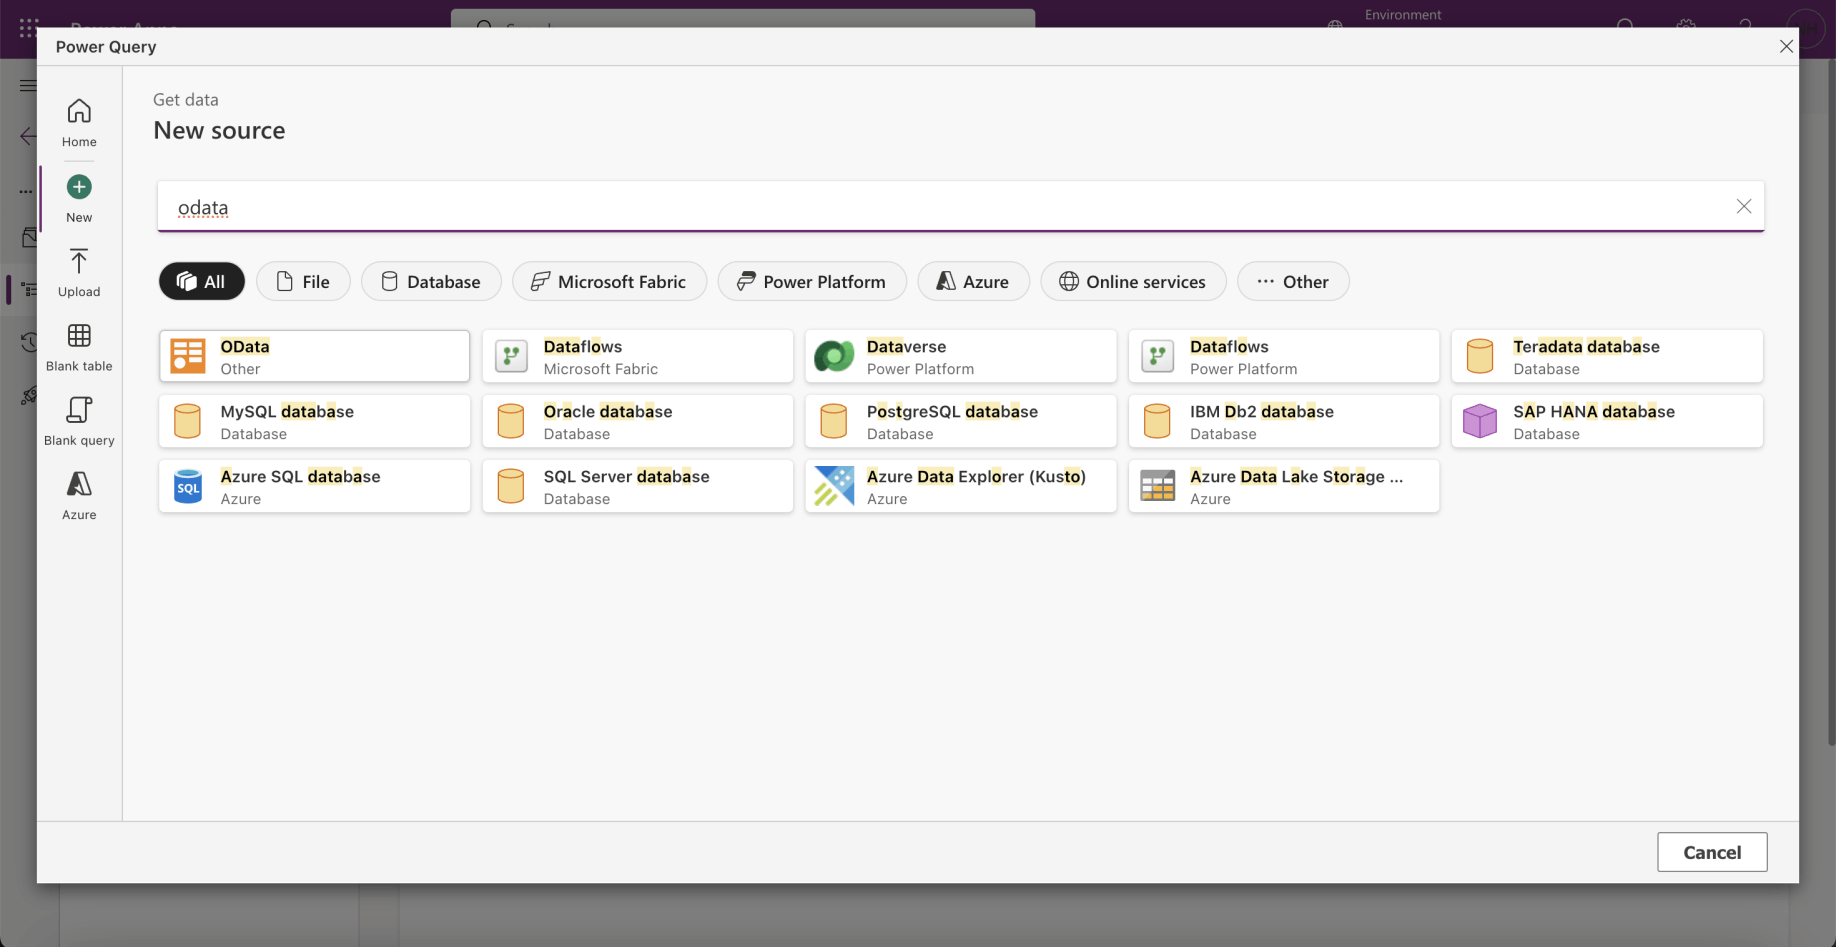 Environment
Power Query
Get data
New source
Home
New
Upload
Blank table
Blank query
Azure
odata
All
File
Database
Microsoft Fabric
Power Platform
Azure
Online services
Other
OData
Other
Dataflows
Microsoft Fabric
Dataverse
Power Platform
Dataflows
Power Platform
Teradata database
Database
MySQL database
Database
Oracle database
Database
PostgreSQL database
Database
IBM Db2 database
Database
SAP HANA database
Database
SQL
Azure SQL database
Azure
SQL Server database
Database
Azure Data Explorer (Kusto)
Azure
Azure Data Lake Storage ...
Azure
Cancel